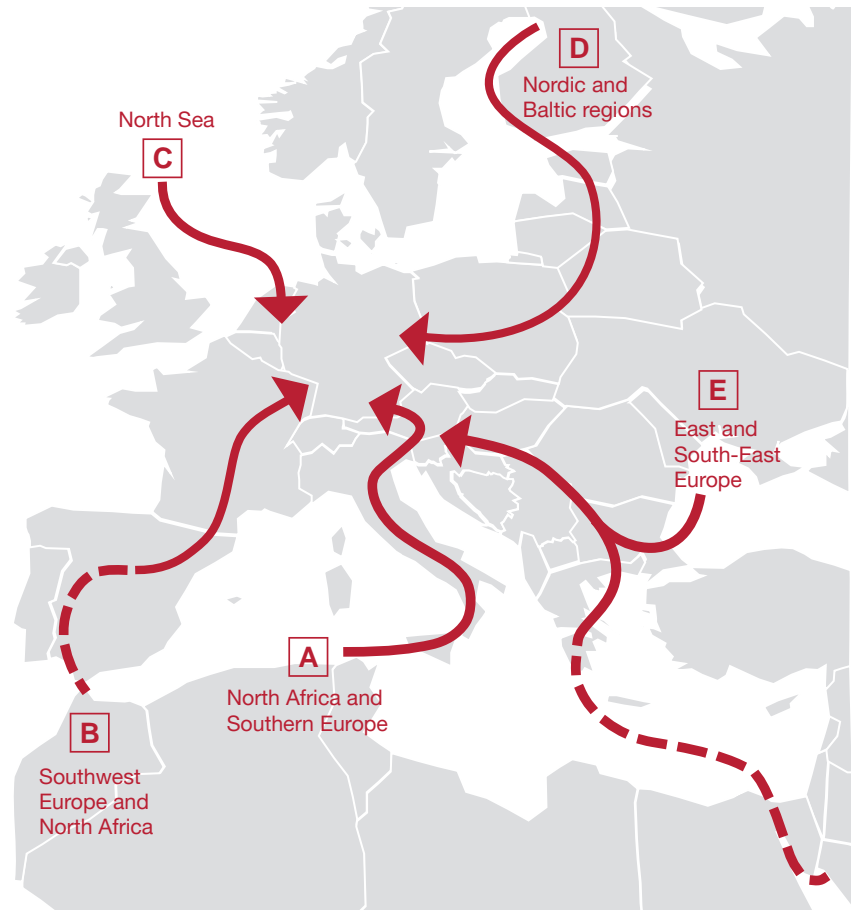 D
Nordic and
Baltic regions
North Sea
C
E
East and
South-East
Europe
A
North Africa and
Southern Europe
B
Southwest
Europe and
North Africa